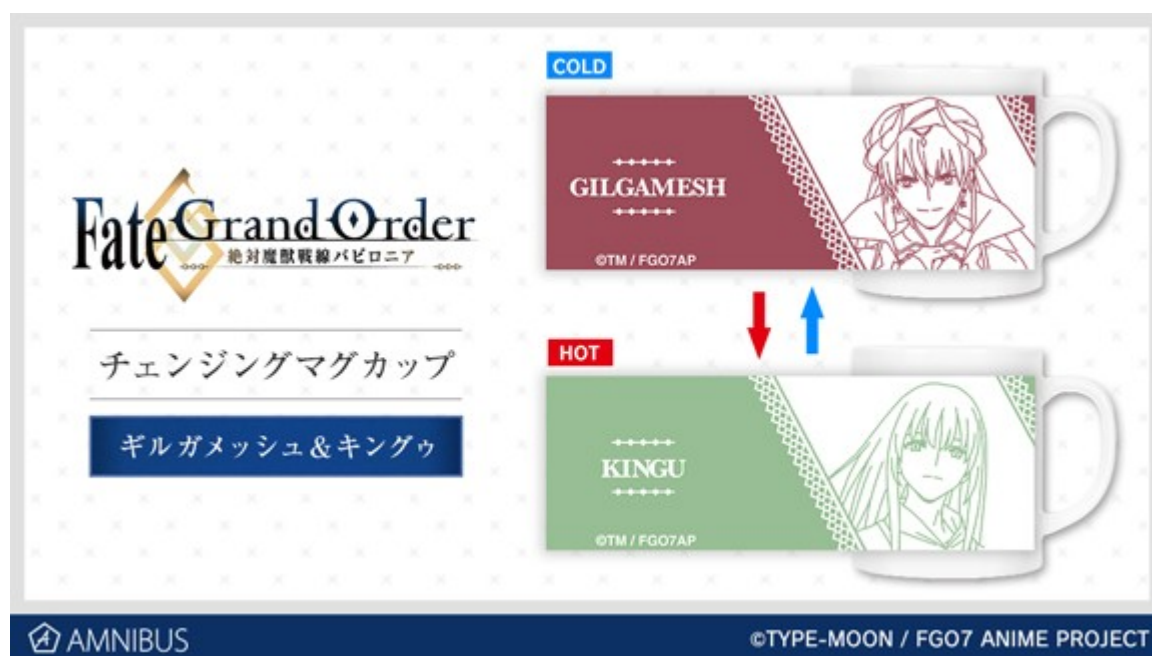 Fate Grand Order
絶対魔獣戦線バビロニア
チェンジングマグカップ
ギルガメッシュ&キングゥ
COLD
GILGAMESH
©TM / FGO7AP
HOT
KINGU
©TM / FGO7AP
AMNIBUS
©TYPE-MOON / FGO7 ANIME PROJECT